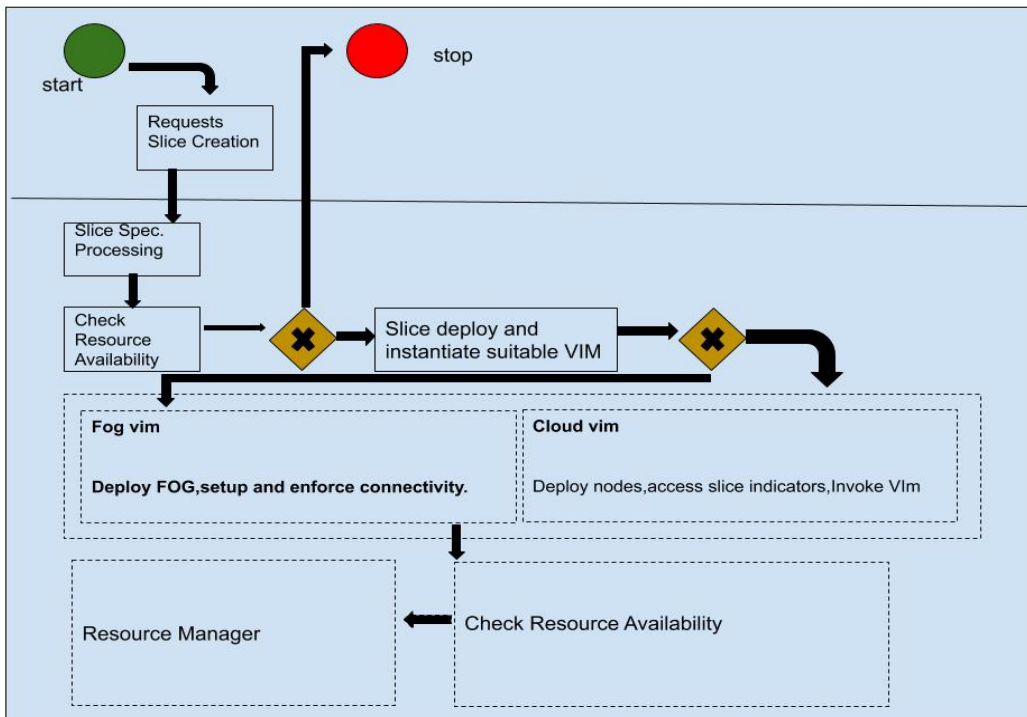 start
stop
Requests
Slice Creation
Slice Spec.
Processing
Check
Resource
Availability
Slice deploy and
instantiate suitable VIM
Fog vim
Deploy FOG,setup and enforce connectivity.
Cloud vim
Deploy nodes,access slice indicators,Invoke VIm
Resource Manager
Check Resource Availability